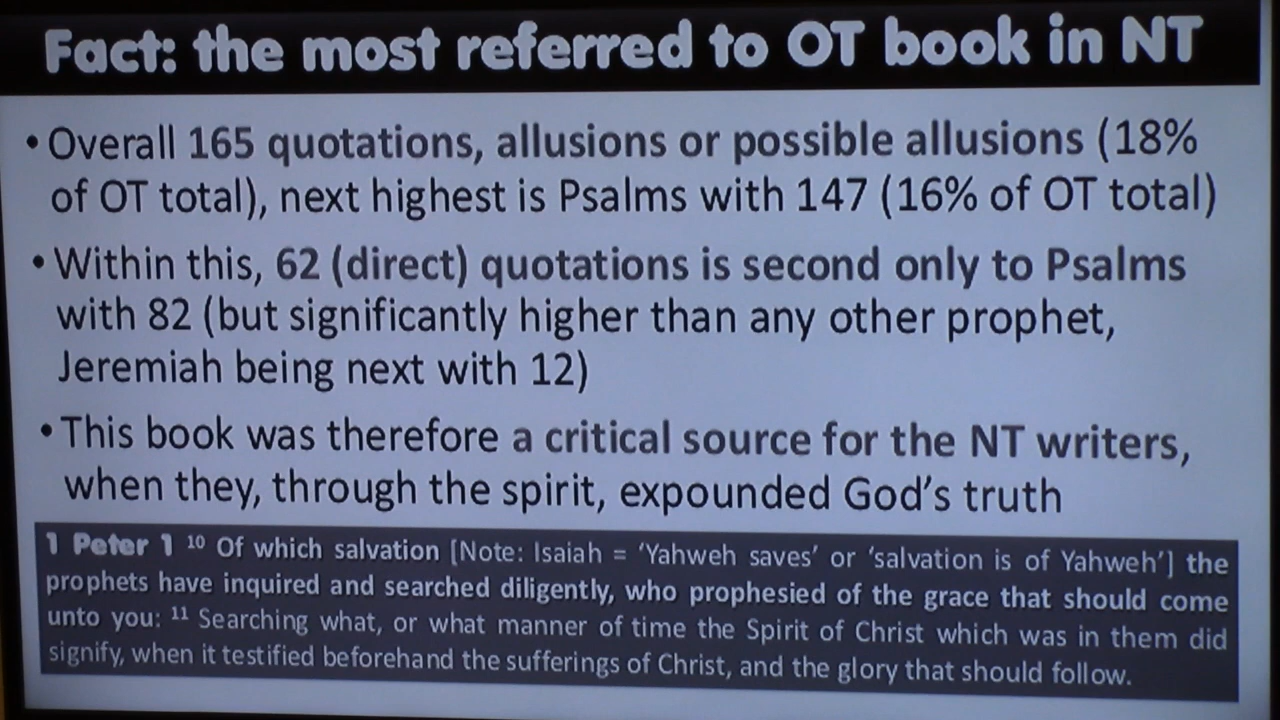 Fact: the most referred to OT book in NT
• Overall 165 quotations, allusions or possible allusions (18%
of OT total), next highest is Psalms with 147 (16% of OT total)
• Within this, 62 (direct) quotations is second only to Psalms
with 82 (but significantly higher than any other prophet,
Jeremiah being next with 12)
• This book was therefore a critical source for the NT writers,
when they, through the spirit, expounded God's truth
1 Peter 1 ¹⁰ Of which salvation [Note: Isaiah = 'Yahweh saves' or 'salvation is of Yahweh'] the
prophets have inquired and searched diligently, who prophesied of the grace that should come
unto you: ¹¹ Searching what, or what manner of time the Spirit of Christ which was in them did
signify, when it testified beforehand the sufferings of Christ, and the glory that should follow.